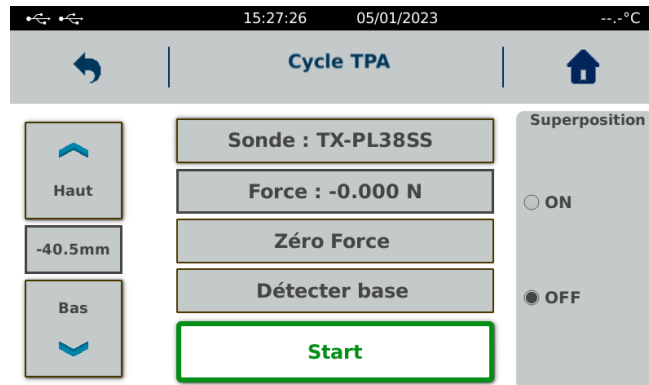 15:27:26 05/01/2023 --.-°C
Cycle TPA
Haut
-40.5mm
Bas
Sonde : TX-PL38SS
Force : -0.000 N
Zéro Force
Détecter base
Start
Superposition
ON
OFF